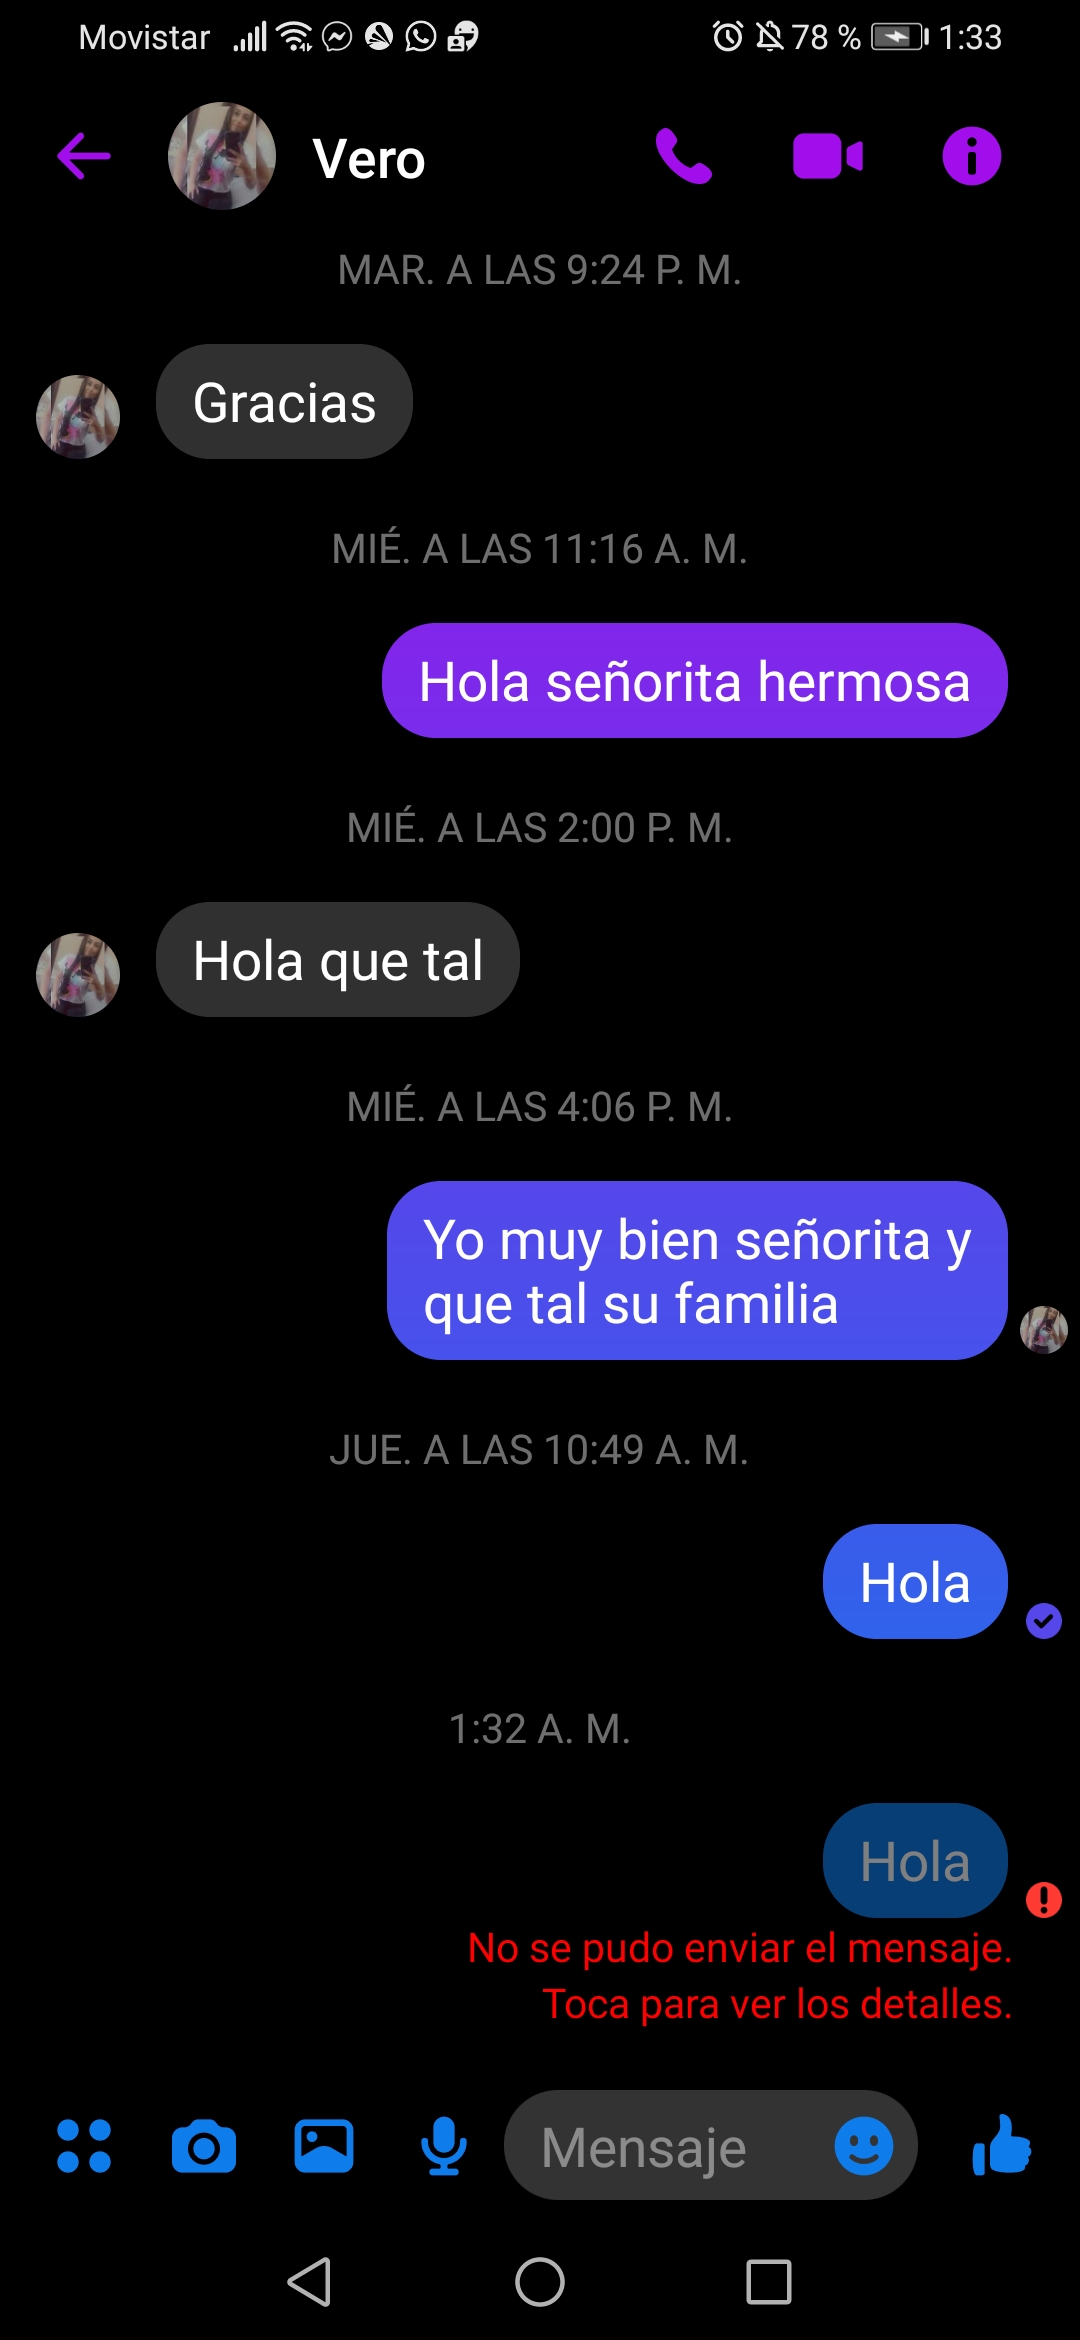 Movistar 78 % 1:33
Vero
MAR. A LAS 9:24 P. M.
Gracias
MIÉ. A LAS 11:16 A. M.
Hola señorita hermosa
MIÉ. A LAS 2:00 P. M.
Hola que tal
MIÉ. A LAS 4:06 P. M.
Yo muy bien señorita y
que tal su familia
JUE. A LAS 10:49 A. M.
Hola
1:32 A. M.
Hola
No se pudo enviar el mensaje.
Toca para ver los detalles.
Mensaje